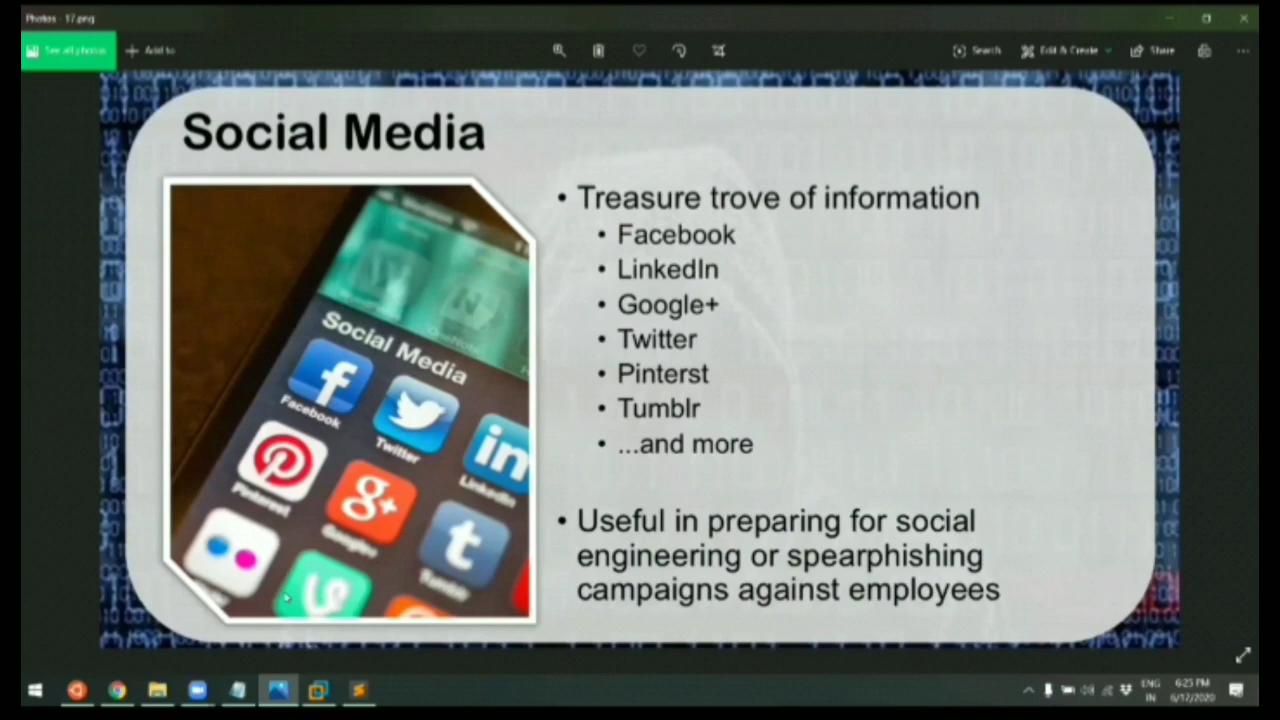 Photos - 17.png
See all photos
Add to
Search
Edit & Create
Share
Social Media
• Treasure trove of information
• Facebook
• LinkedIn
• Google+
• Twitter
• Pinterst
• Tumblr
• ...and more
• Useful in preparing for social
engineering or spearphishing
campaigns against employees
Social Media
Facebook
Twitter
LinkedIn
Pinterest
Google+
Tumblr
ENG
IN
6:25 PM
6/17/2020